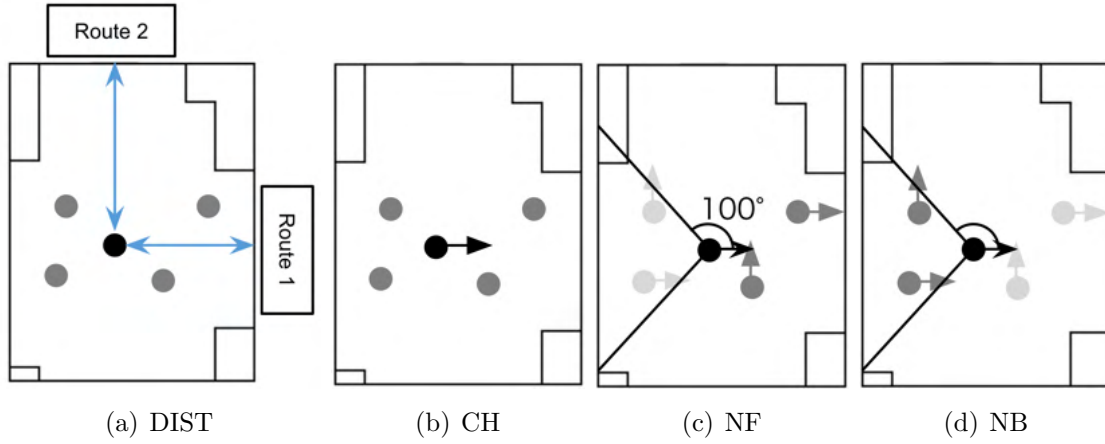 Route 2
Route 1
100°
(a) DIST
(b) CH
(c) NF
(d) NB